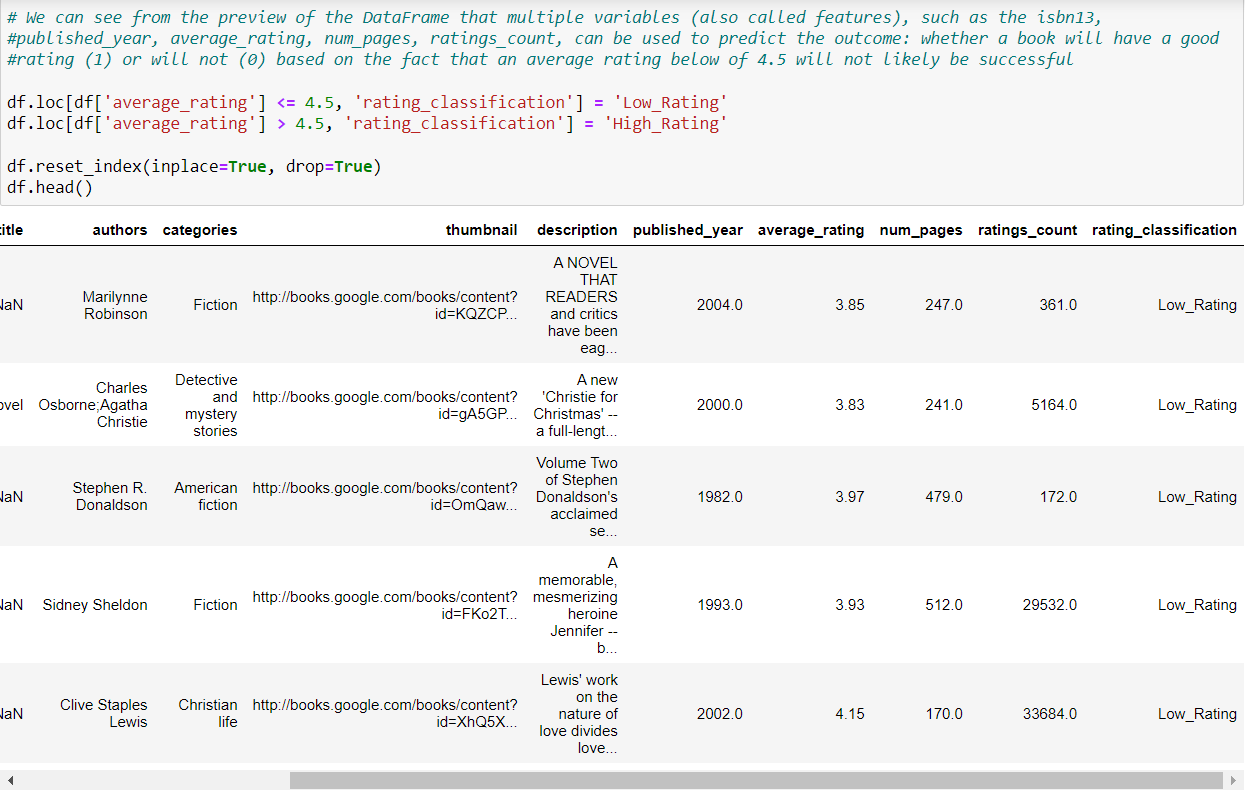 # We can see from the preview of the DataFrame that multiple variables (also called features), such as the isbn13,
#published_year, average_rating, num_pages, ratings_count, can be used to predict the outcome: whether a book will have a good
#rating (1) or will not (0) based on the fact that an average rating below of 4.5 will not likely be successful
df.loc[df['average_rating'] <= 4.5, 'rating_classification'] = 'Low_Rating'
df.loc[df['average_rating'] > 4.5, 'rating_classification'] = 'High_Rating'
df.reset_index(inplace=True, drop=True)
df.head()
title authors categories thumbnail description published_year average_rating num_pages ratings_count rating_classification
A NOVEL
THAT
Marilynne http://books.google.com/books/content? READERS
NaN Robinson Fiction id=KQZCP... and critics 2004.0 3.85 247.0 361.0 Low_Rating
have been
eag...
Detective A new
Charles and http://books.google.com/books/content? 'Christie for
ovel Osborne;Agatha mystery id=gA5GP... Christmas' -- 2000.0 3.83 241.0 5164.0 Low_Rating
Christie stories a full-lengt...
Volume Two
of Stephen
NaN Stephen R. American http://books.google.com/books/content? Donaldson's 1982.0 3.97 479.0 172.0 Low_Rating
Donaldson fiction id=OmQaw... acclaimed
se...
A
memorable,
http://books.google.com/books/content? mesmerizing
NaN Sidney Sheldon Fiction id=FKo2T... heroine 1993.0 3.93 512.0 29532.0 Low_Rating
Jennifer --
b...
Lewis' work
on the
NaN Clive Staples Christian http://books.google.com/books/content? nature of 2002.0 4.15 170.0 33684.0 Low_Rating
Lewis life id=XhQ5X... love divides
love...